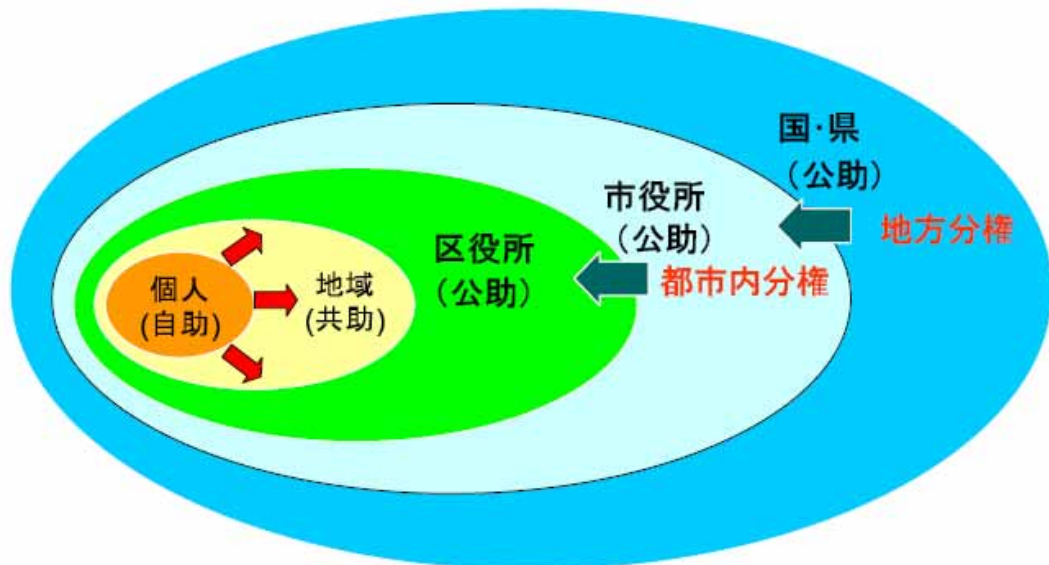 国・県
（公助）
地方分権
市役所
（公助）
都市内分権
区役所
（公助）
地域
(共助)
個人
(自助)